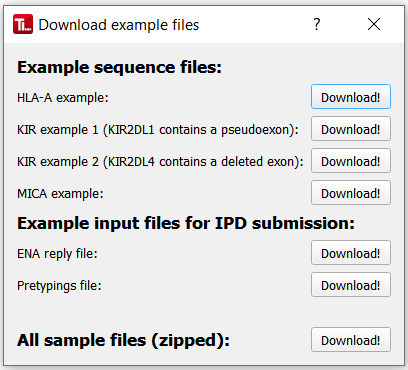 Download example files
Example sequence files:
HLA-A example: Download!
KIR example 1 (KIR2DL1 contains a pseudoexon): Download!
KIR example 2 (KIR2DL4 contains a deleted exon): Download!
MICA example: Download!
Example input files for IPD submission:
ENA reply file: Download!
Pretypings file: Download!
All sample files (zipped): Download!